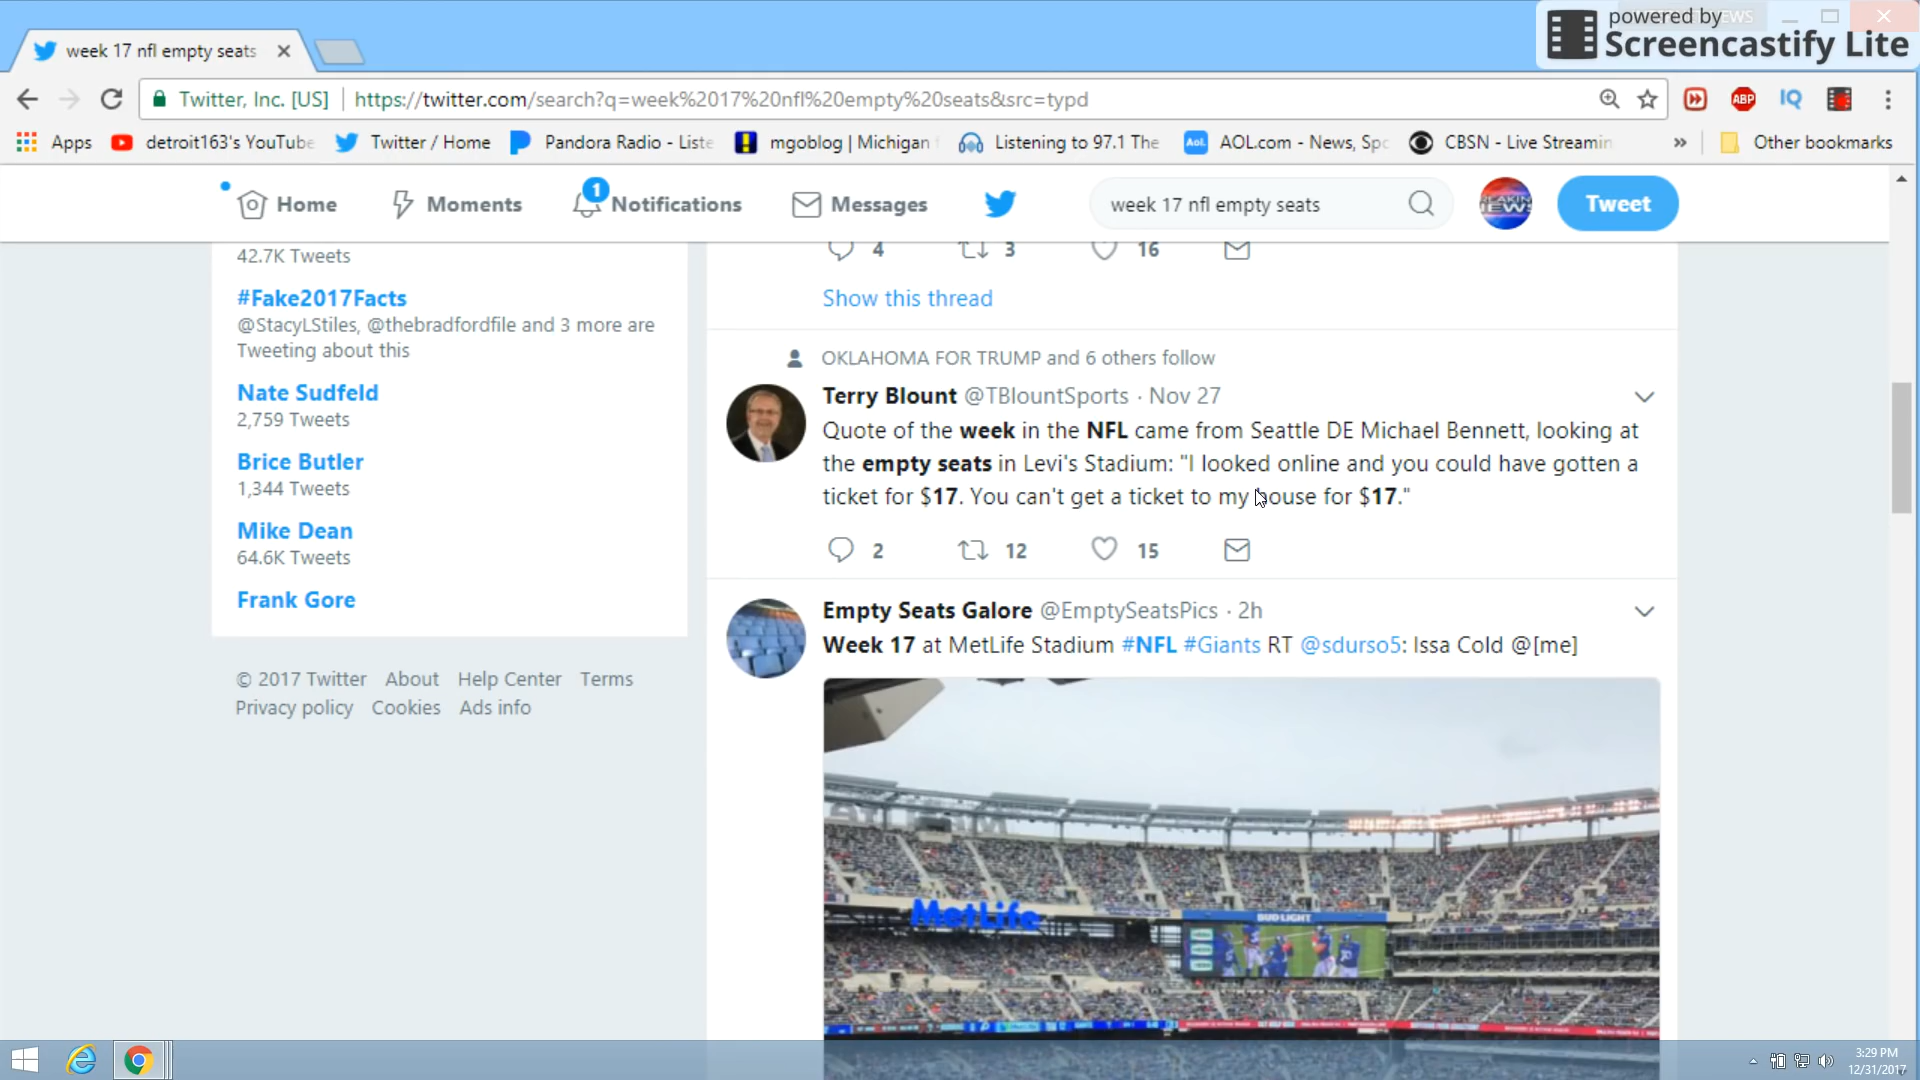 powered by
Screencastify Lite
week 17 nfl empty seats
Twitter, Inc. [US]
https://twitter.com/search?q=week%2017%20nfl%20empty%20seats&src=typd
ABP
IQ
Apps
detroit163's YouTube
Twitter / Home
Pandora Radio - Liste
mgoblog | Michigan
Listening to 97.1 The
Aol.
AOL.com - News, Spo
CBSN - Live Streamin
»
Other bookmarks
Home
Moments
1
Notifications
Messages
week 17 nfl empty seats
Tweet
42.7K Tweets
#Fake2017Facts
@StacyLStiles, @thebradfordfile and 3 more are
Tweeting about this
Nate Sudfeld
2,759 Tweets
Brice Butler
1,344 Tweets
Mike Dean
64.6K Tweets
Frank Gore
© 2017 Twitter About Help Center Terms
Privacy policy Cookies Ads info
4 3 16
Show this thread
OKLAHOMA FOR TRUMP and 6 others follow
Terry Blount @TBlountSports · Nov 27
Quote of the week in the NFL came from Seattle DE Michael Bennett, looking at
the empty seats in Levi's Stadium: "I looked online and you could have gotten a
ticket for $17. You can't get a ticket to my house for $17."
2 12 15
Empty Seats Galore @EmptySeatsPics · 2h
Week 17 at MetLife Stadium #NFL #Giants RT @sdurso5: Issa Cold @[me]
MetLife
BUD LIGHT
3:29 PM
12/31/2017